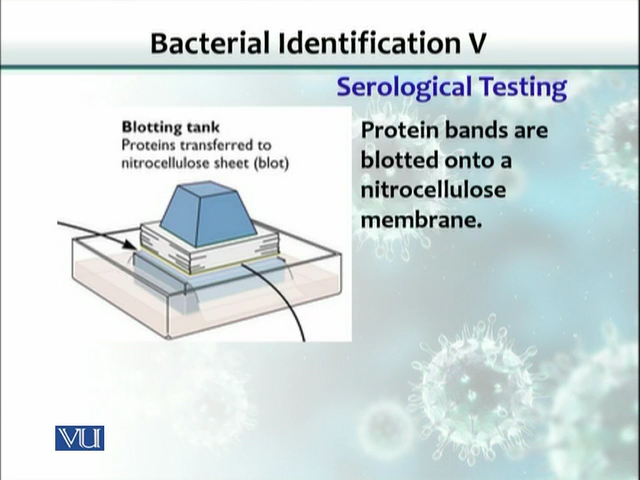 Bacterial Identification V
Serological Testing
Blotting tank
Proteins transferred to
nitrocellulose sheet (blot)
Protein bands are
blotted onto a
nitrocellulose
membrane.
VU